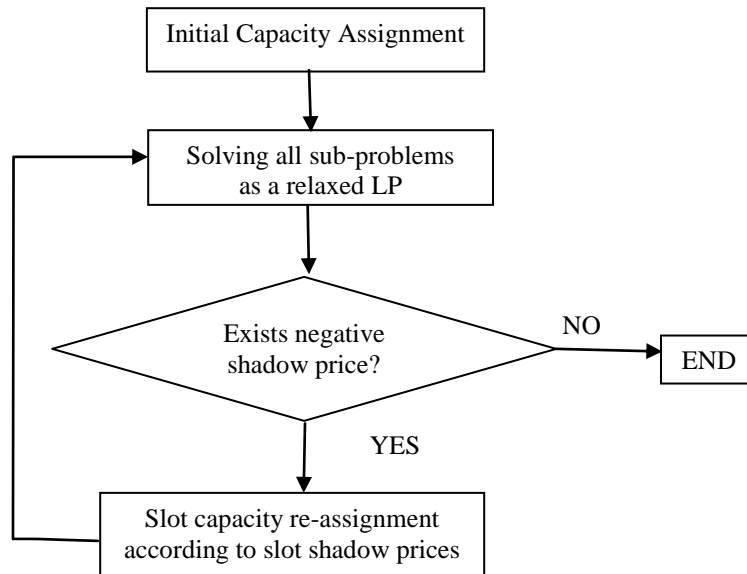 Initial Capacity Assignment
Solving all sub-problems
as a relaxed LP
Exists negative
shadow price?
NO
END
YES
Slot capacity re-assignment
according to slot shadow prices